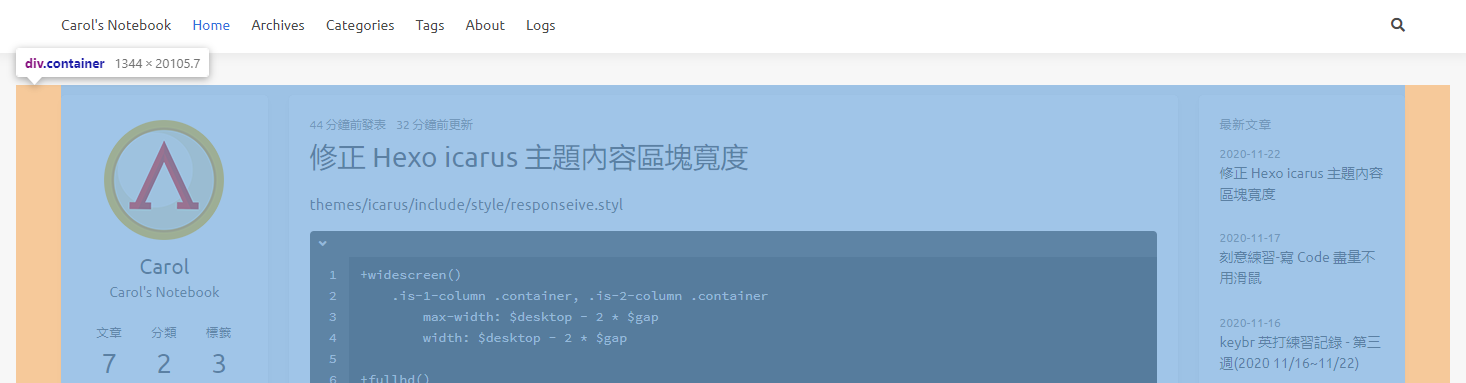 Carol's Notebook Home Archives Categories Tags About Logs
div.container 1344 × 20105.7
Carol
Carol's Notebook
文章 分類 標籤
7 2 3
44 分鐘前發表 32 分鐘前更新
修正 Hexo icarus 主題內容區塊寬度
themes/icarus/include/style/responseive.styl
1 +widescreen()
2 .is-1-column .container, .is-2-column .container
3 max-width: $desktop - 2 * $gap
4 width: $desktop - 2 * $gap
5
6 +fullhd()
最新文章
2020-11-22
修正 Hexo icarus 主題內容
區塊寬度
2020-11-17
刻意練習-寫 Code 盡量不
用滑鼠
2020-11-16
keybr 英打練習記錄 - 第三
週(2020 11/16~11/22)